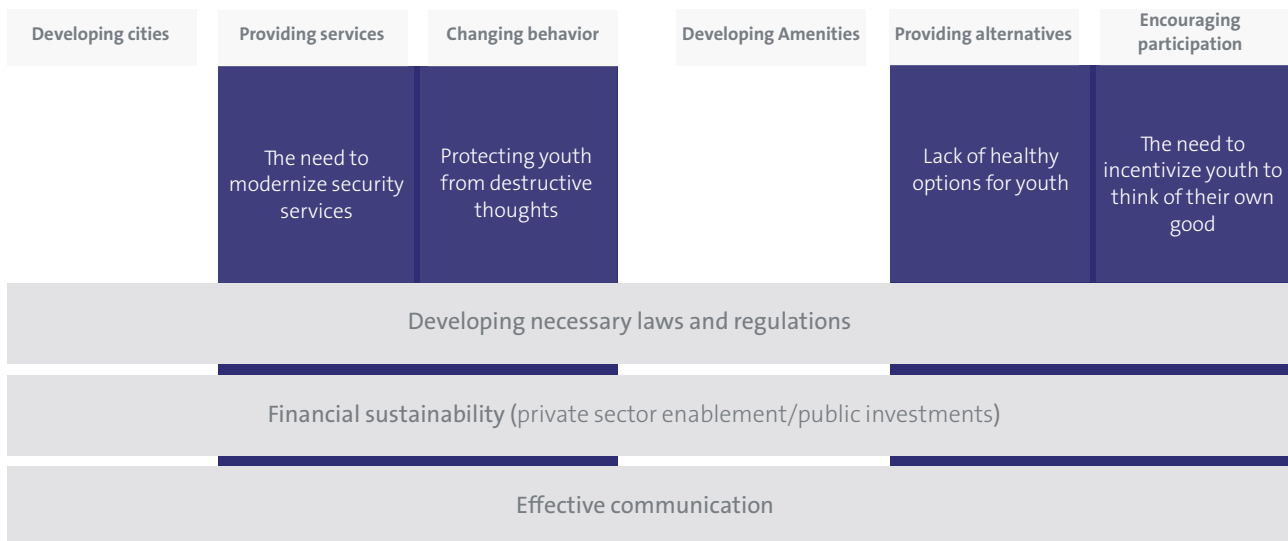 Developing cities
Providing services
Changing behavior
Developing Amenities
Providing alternatives
Encouraging
participation
The need to
modernize security
services
Protecting youth
from destructive
thoughts
Lack of healthy
options for youth
The need to
incentivize youth to
think of their own
good
Developing necessary laws and regulations
Financial sustainability (private sector enablement/public investments)
Effective communication